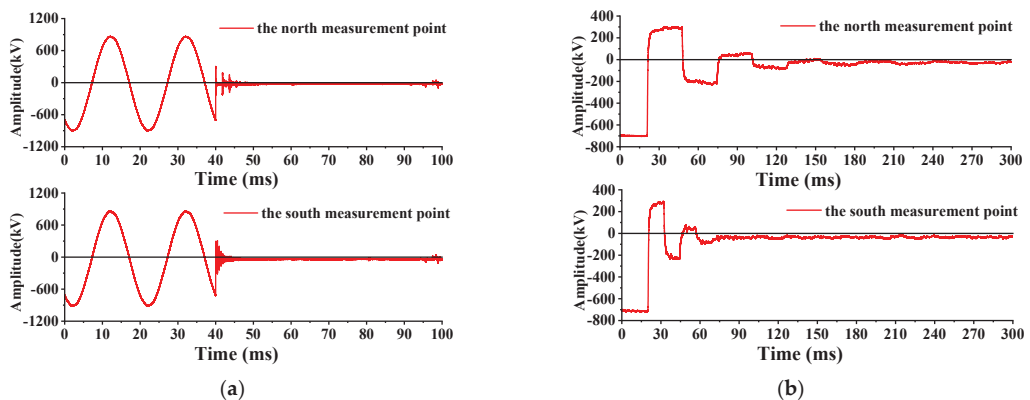 the north measurement point
Amplitude(kV)
1200
600
0
-600
-1200
0 10 20 30 40 50 60 70 80 90 100
Time (ms)
the south measurement point
Amplitude(kV)
1200
600
0
-600
-1200
0 10 20 30 40 50 60 70 80 90 100
Time (ms)
(a)
the north measurement point
Amplitude(kV)
400
200
0
-200
-400
-600
-800
0 30 60 90 120 150 180 210 240 270 300
Time (ms)
the south measurement point
Amplitude(kV)
400
200
0
-200
-400
-600
-800
0 30 60 90 120 150 180 210 240 270 300
Time (ms)
(b)